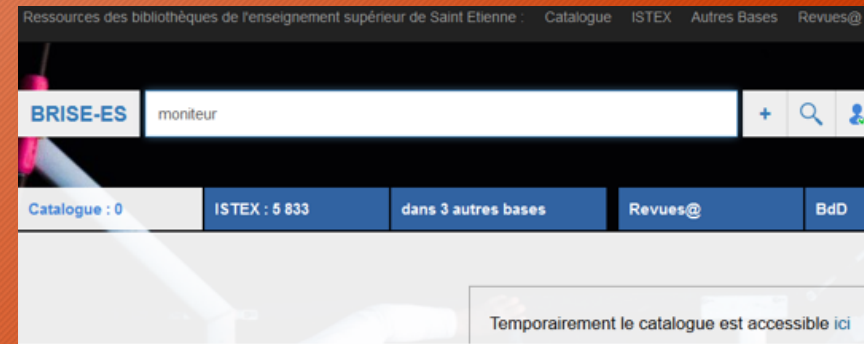 Ressources des bibliothèques de l'enseignement supérieur de Saint Etienne : Catalogue ISTEX Autres Bases Revues@
BRISE-ES moniteur +
Catalogue : 0 ISTEX : 5 833 dans 3 autres bases Revues@ BdD
Temporairement le catalogue est accessible ici